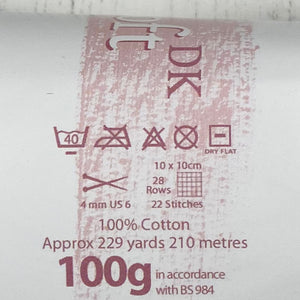 DK
40
DRY FLAT
10 x 10cm
28
Rows
4 mm US 6
22 Stitches
100% Cotton
Approx 229 yards 210 metres
100g in accordance
with BS 984